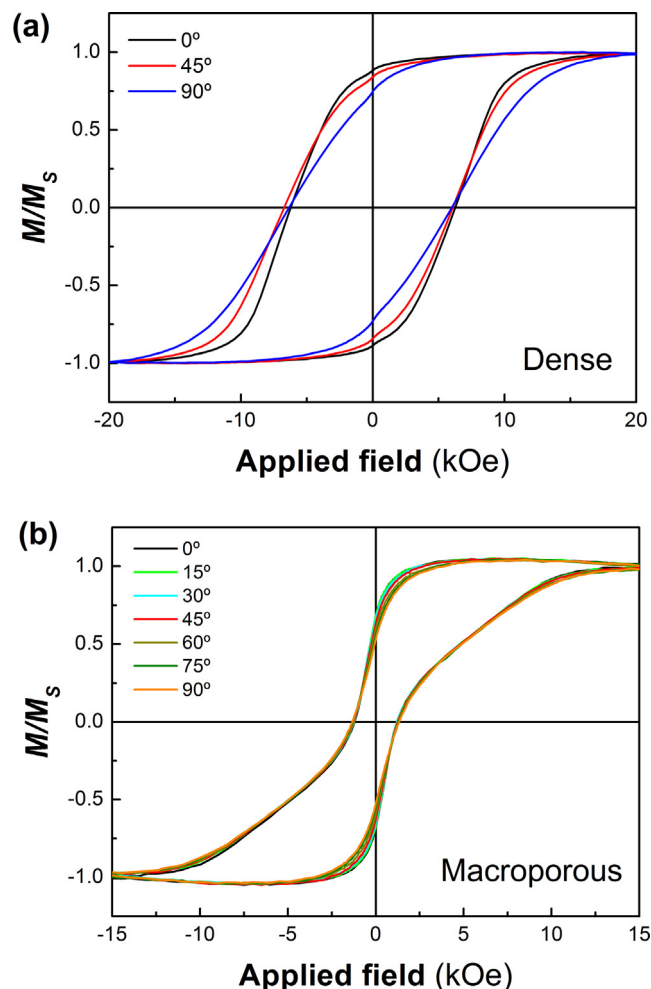 (a)
0º
45º
90º
1.0
0.5
0.0
-0.5
-1.0
M/M_S
Dense
-20 -10 0 10 20
Applied field (kOe)
(b)
0º
15º
30º
45º
60º
75º
90º
1.0
0.5
0.0
-0.5
-1.0
M/M_S
Macroporous
-15 -10 -5 0 5 10 15
Applied field (kOe)